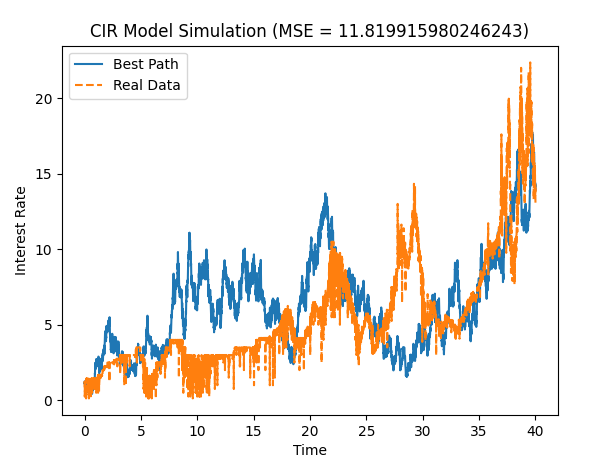 CIR Model Simulation (MSE = 11.819915980246243)
Best Path
Real Data
Interest Rate
20
15
10
5
0
0 5 10 15 20 25 30 35 40
Time